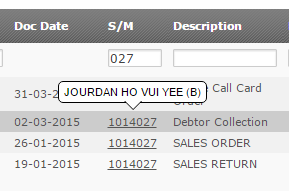 Doc Date S/M Description
027
31-03-2 Call Card
JOURDAN HO VUI YEE (B)
02-03-2015 1014027 Debtor Collection
26-01-2015 1014027 SALES ORDER
19-01-2015 1014027 SALES RETURN